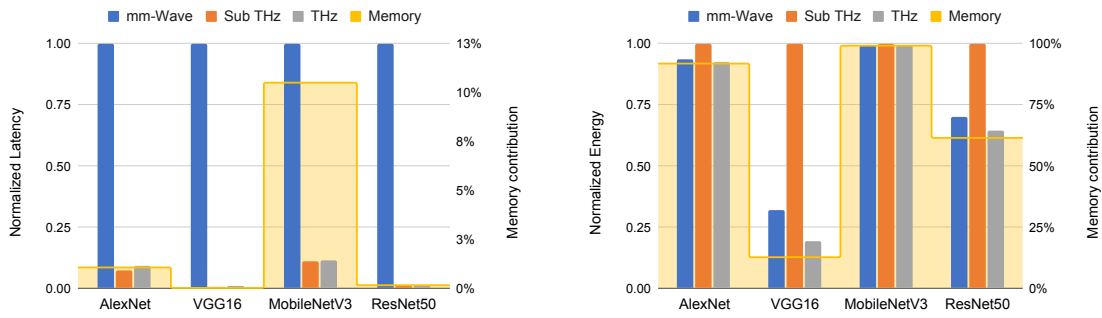 mm-Wave Sub THz THz Memory
Normalized Latency
1.00
0.75
0.50
0.25
0.00
13%
10%
8%
5%
3%
0%
Memory contribution
AlexNet VGG16 MobileNetV3 ResNet50
mm-Wave Sub THz THz Memory
Normalized Energy
1.00
0.75
0.50
0.25
0.00
100%
75%
50%
25%
0%
Memory contribution
AlexNet VGG16 MobileNetV3 ResNet50